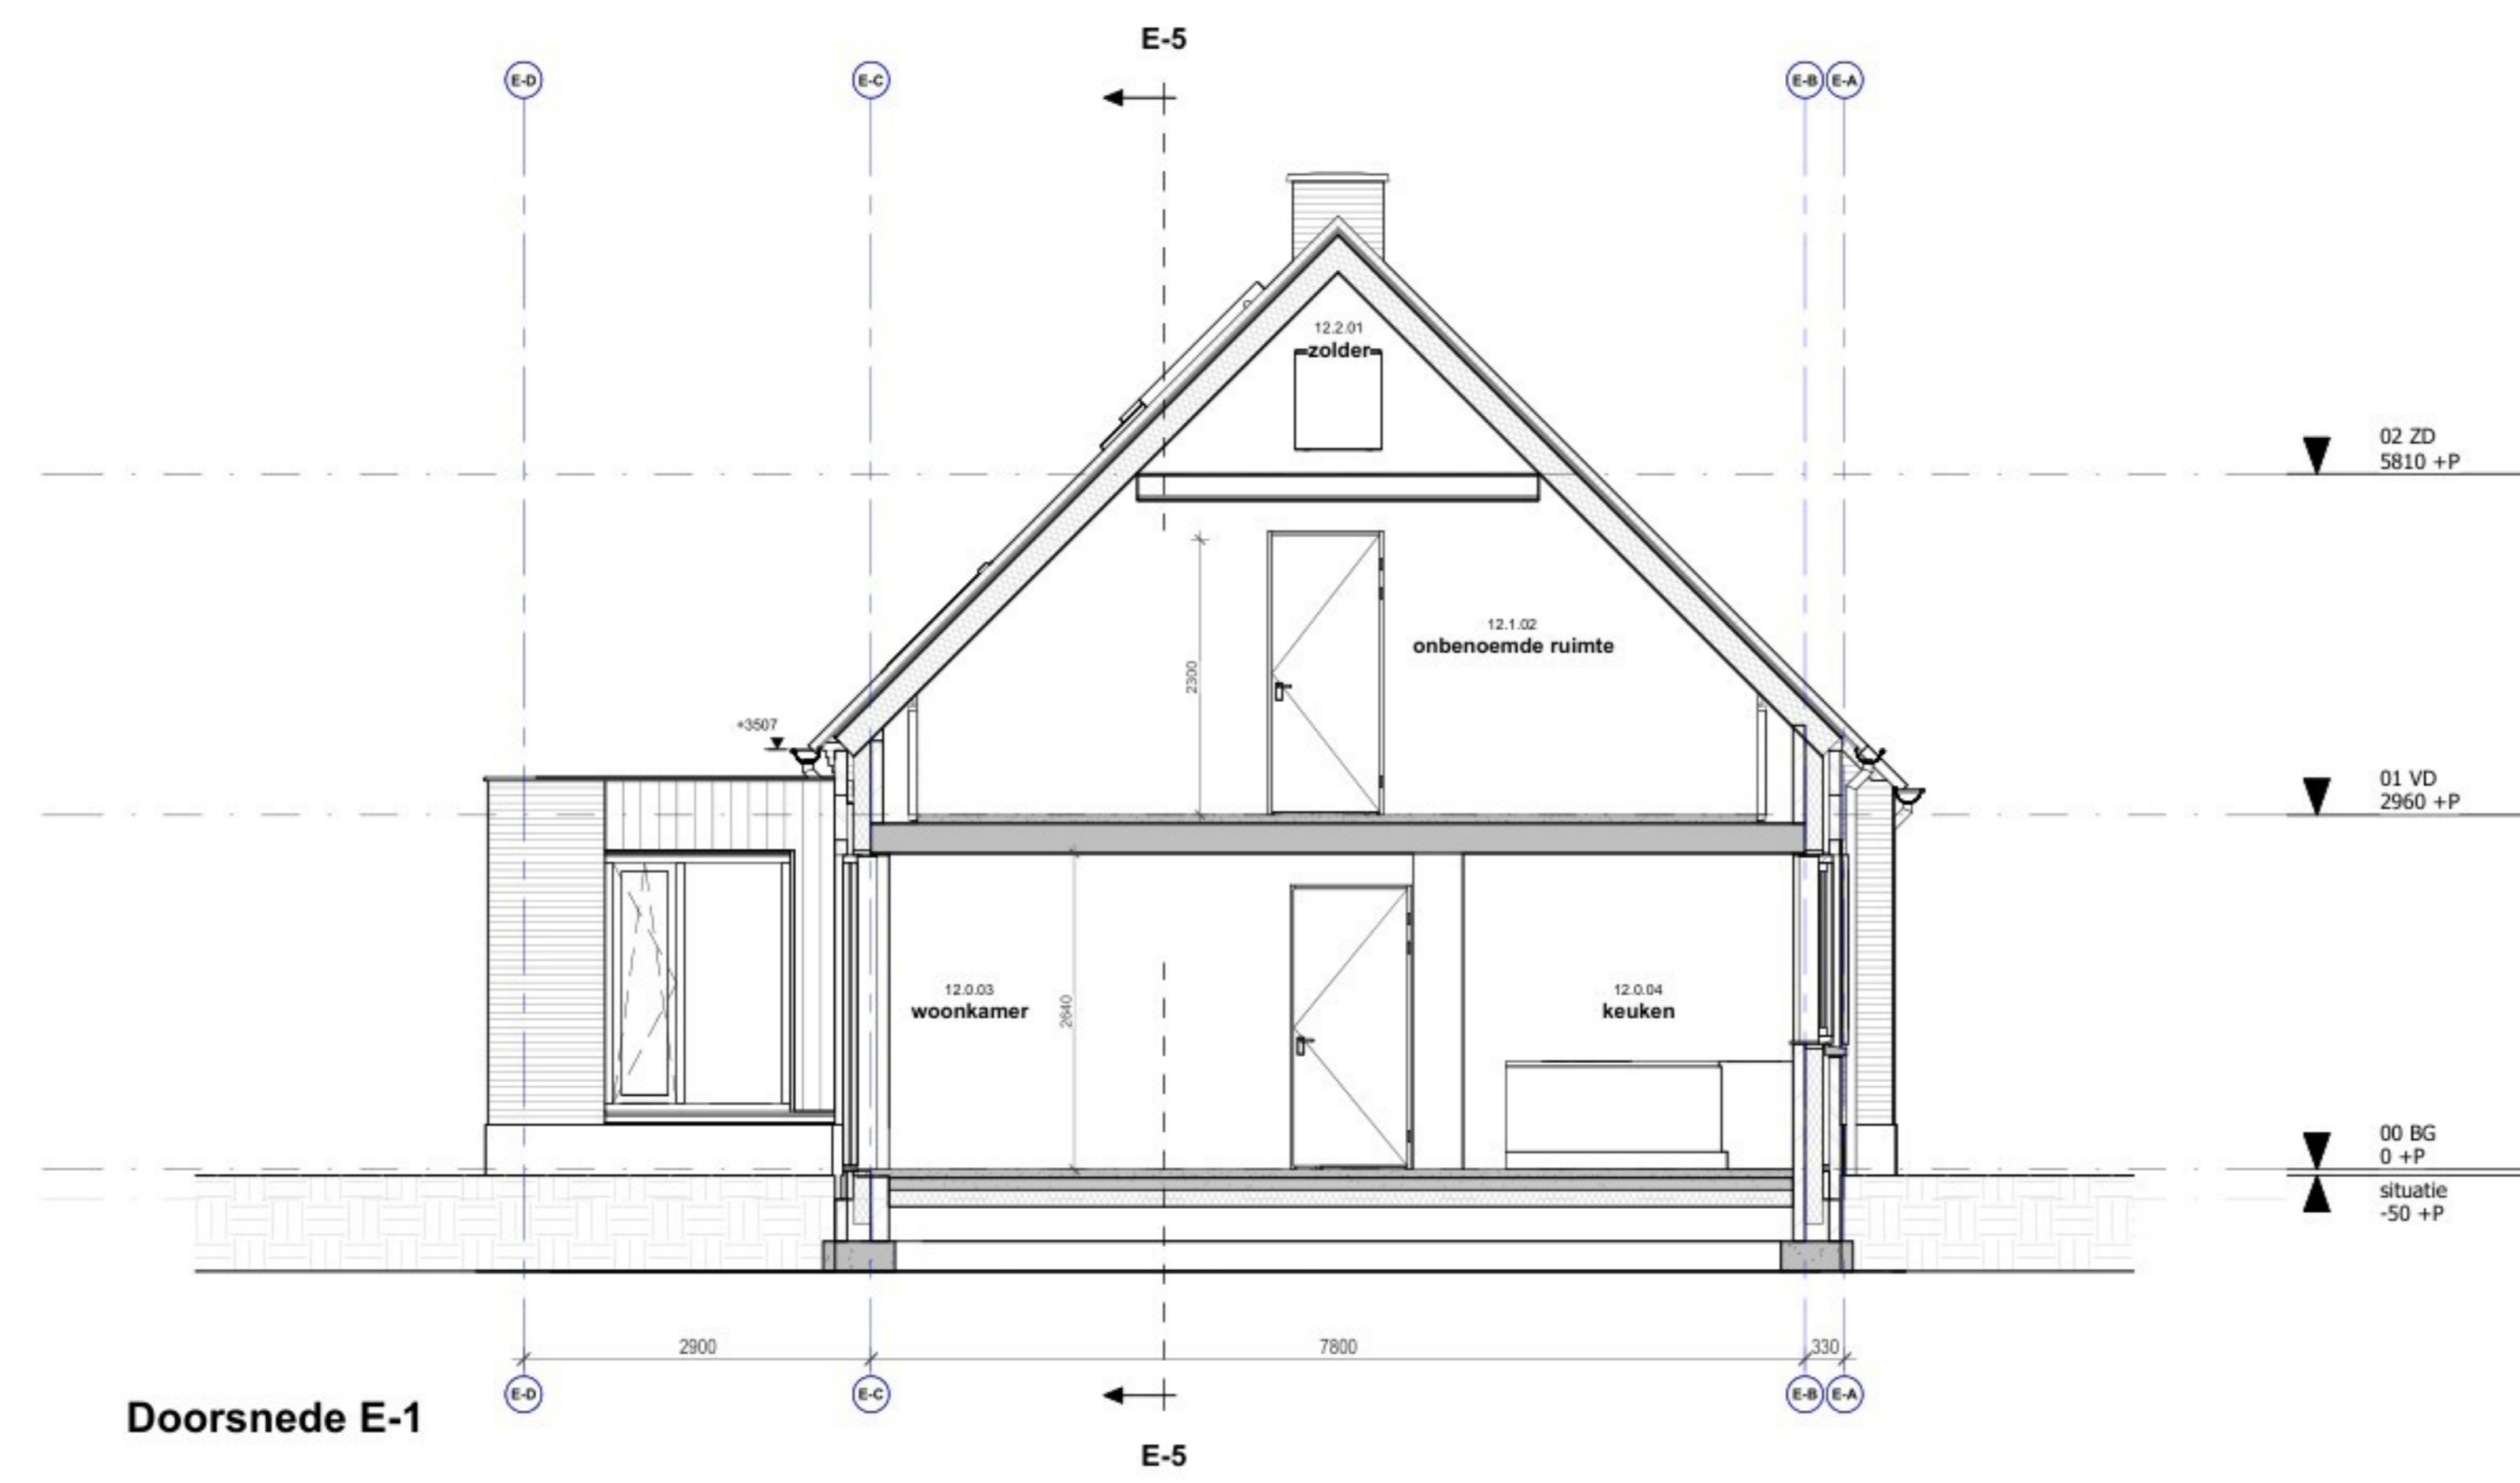 E-5
E-D
E-C
E-B
E-A
12.2.01
zolder
02 ZD
5810 +P
12.1.02
onbenoemde ruimte
2300
+3507
01 VD
2960 +P
12.0.03
woonkamer
2640
12.0.04
keuken
00 BG
0 +P
situatie
-50 +P
2900
7800
330
E-D
E-C
E-B
E-A
Doorsnede E-1
E-5